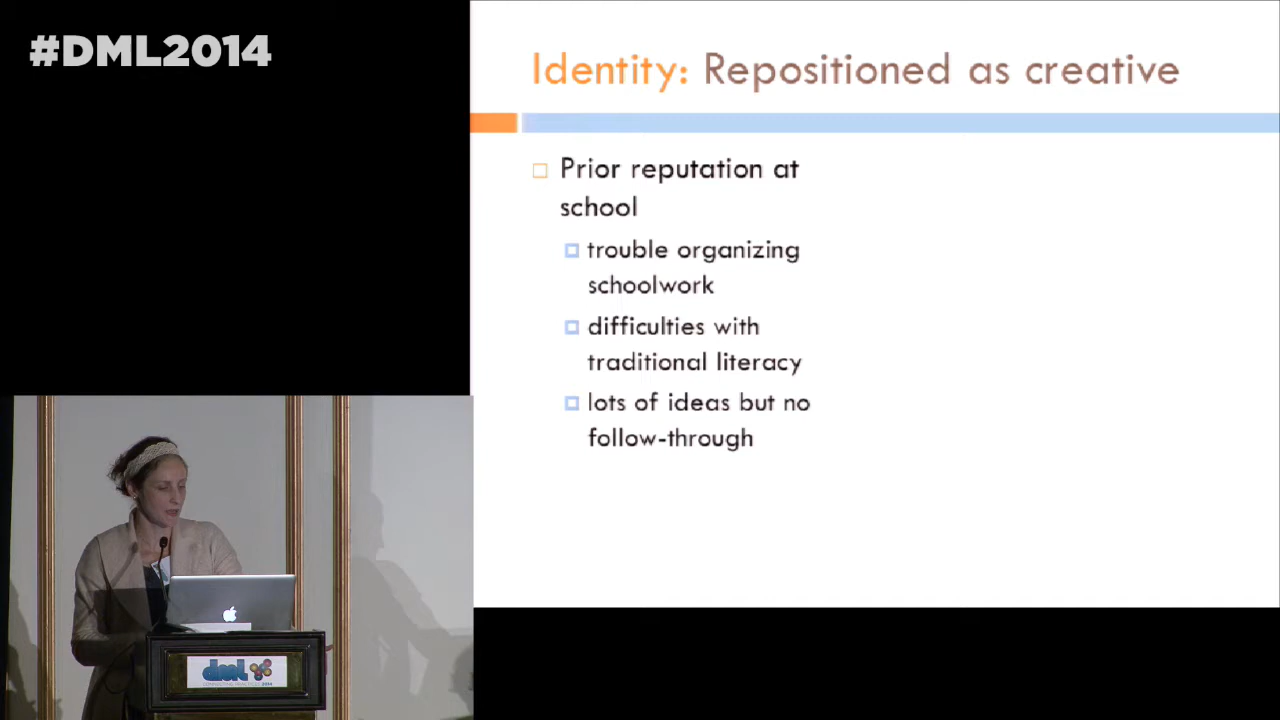 #DML2014
Identity: Repositioned as creative
Prior reputation at
school
trouble organizing
schoolwork
difficulties with
traditional literacy
lots of ideas but no
follow-through
dml